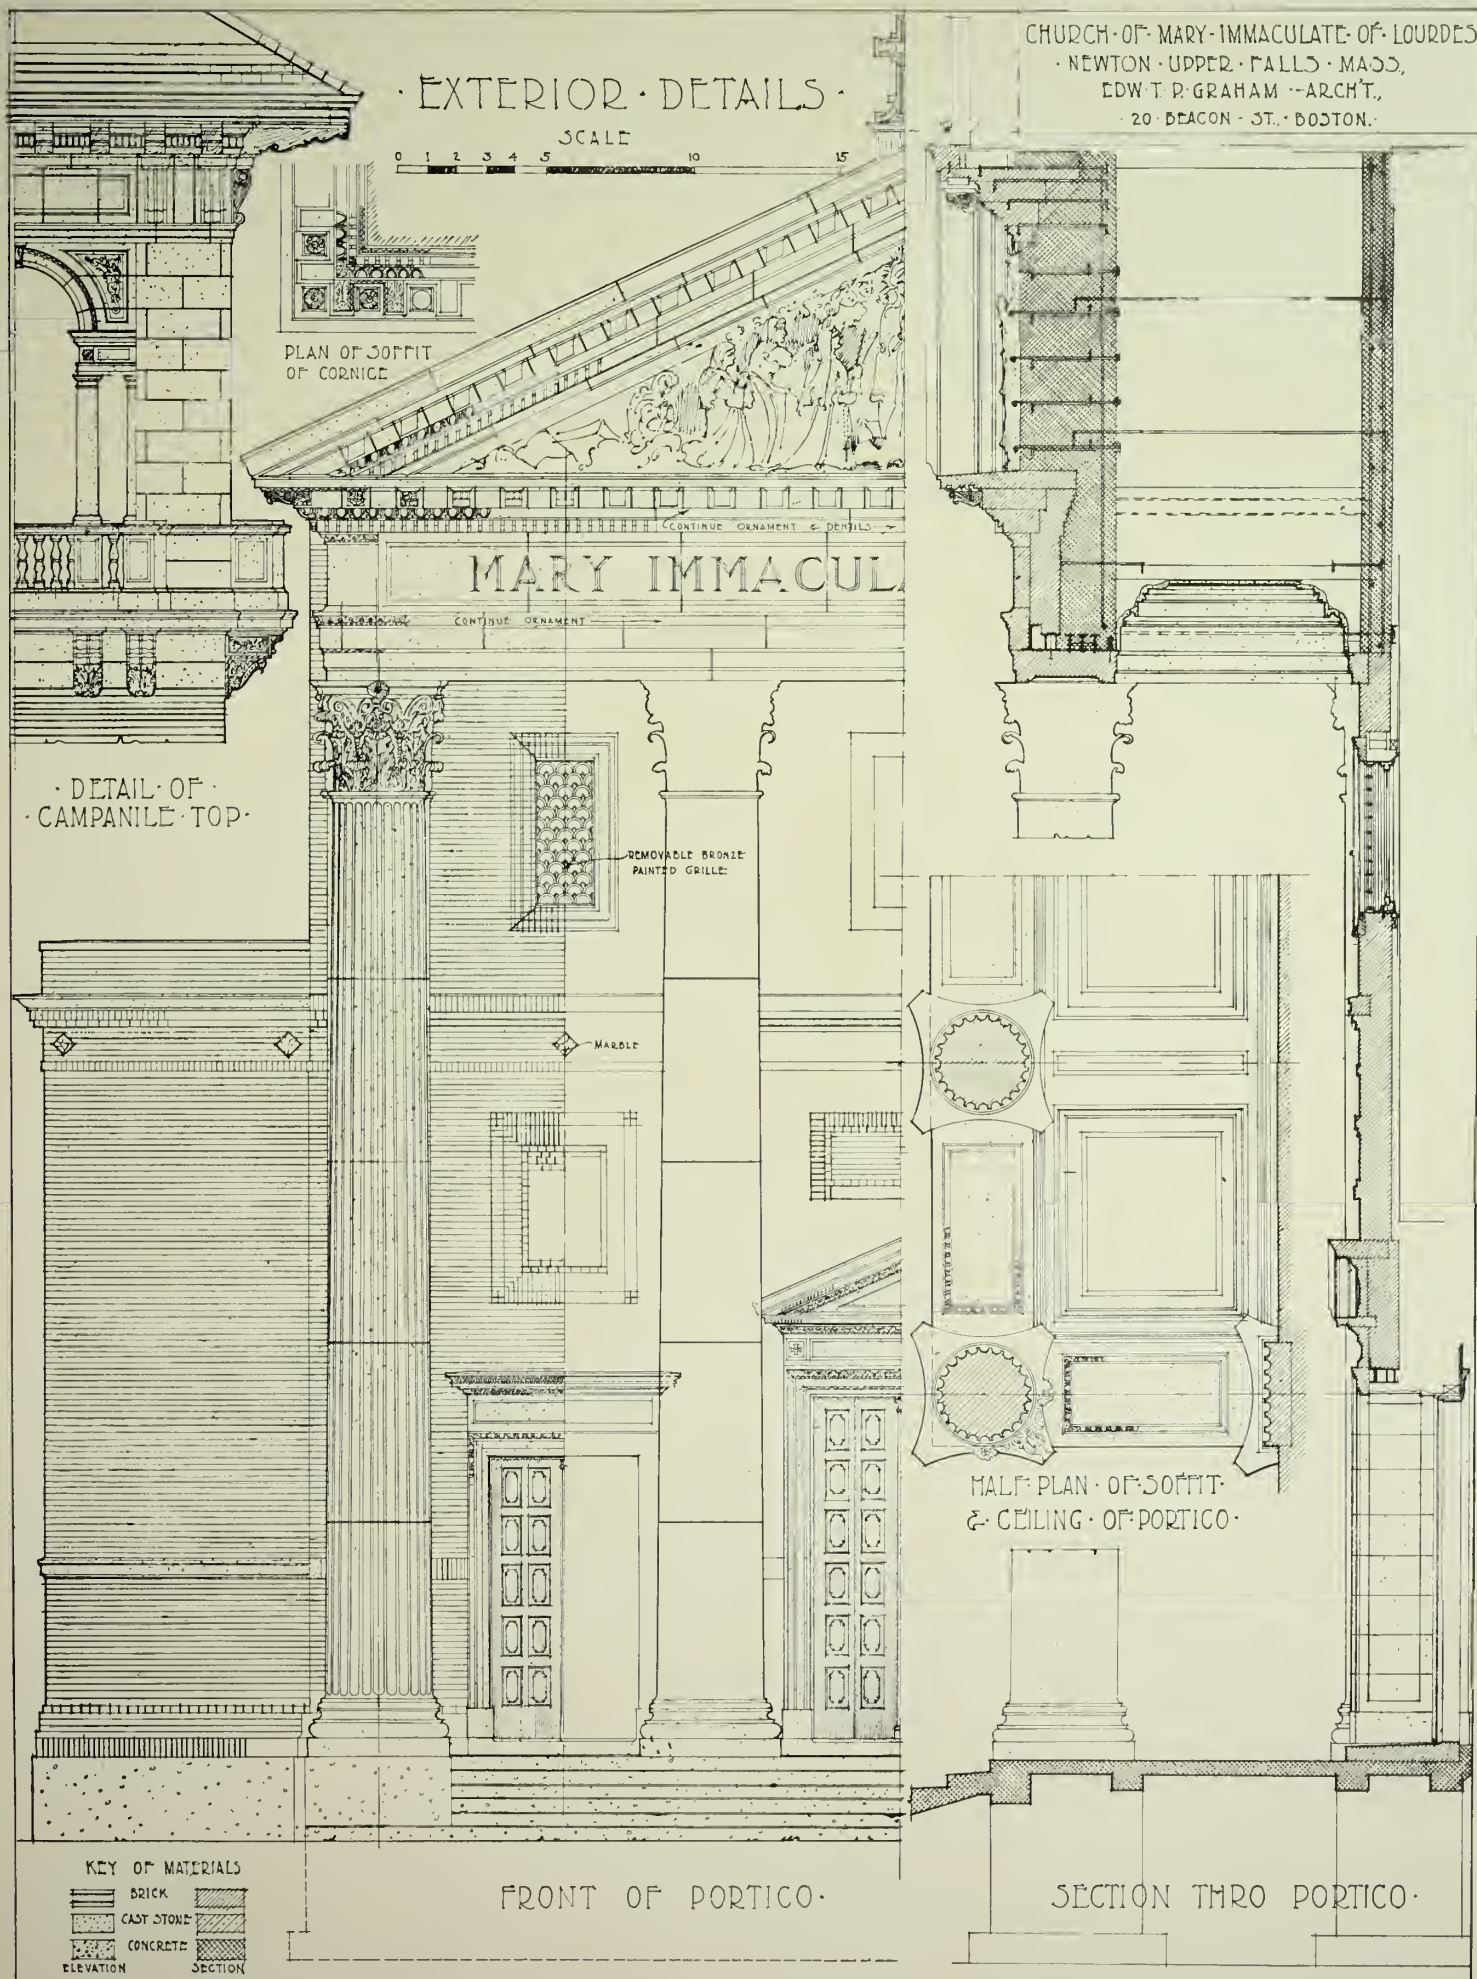 · EXTERIOR · DETAILS ·
SCALE
0 1 2 3 4 5 10 15
CHURCH · OF · MARY · IMMACULATE · OF · LOURDES
· NEWTON · UPPER · FALLS · MASS,
EDW · T · P · GRAHAM · - ARCH'T.,
· 20 · BEACON · ST., · BOSTON. ·
PLAN OF SOFFIT
OF CORNICE
CONTINUE ORNAMENT & DENTILS
MARY IMMACUL
CONTINUE ORNAMENT
· DETAIL · OF ·
· CAMPANILE · TOP ·
REMOVABLE BRONZE
PAINTED GRILLE
MARBLE
HALF · PLAN · OF · SOFFIT ·
& · CEILING · OF · PORTICO ·
KEY OF MATERIALS
BRICK
CAST STONE
CONCRETE
ELEVATION SECTION
FRONT OF PORTICO ·
SECTION THRO PORTICO ·